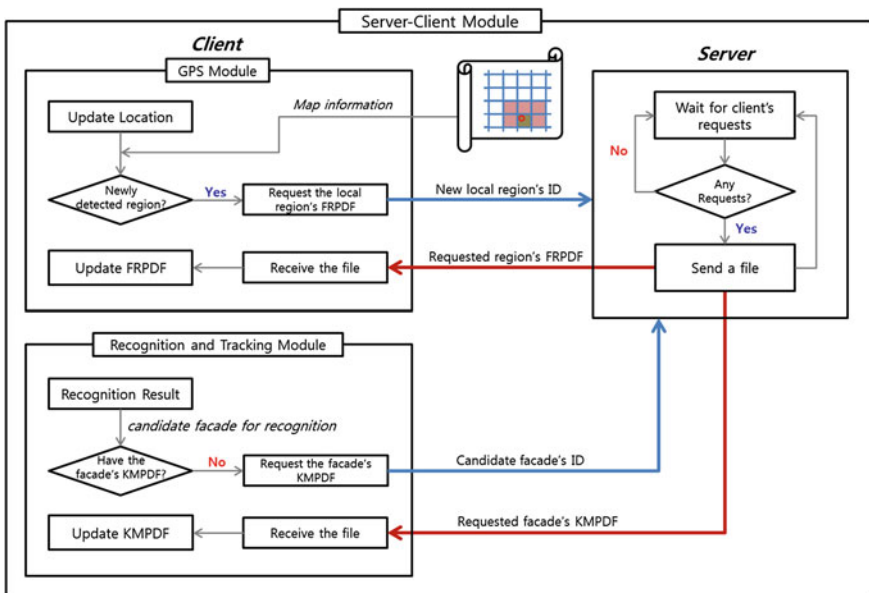 Server-Client Module
Client
Server
GPS Module
Update Location
Map information
Newly
detected region?
Yes
Request the local
region's FRPDF
New local region's ID
Wait for client's
requests
No
Any
Requests?
Yes
Send a file
Requested region's FRPDF
Receive the file
Update FRPDF
Recognition and Tracking Module
Recognition Result
candidate facade for recognition
Have the
facade's KMPDF?
No
Request the facade's
KMPDF
Candidate facade's ID
Requested facade's KMPDF
Receive the file
Update KMPDF